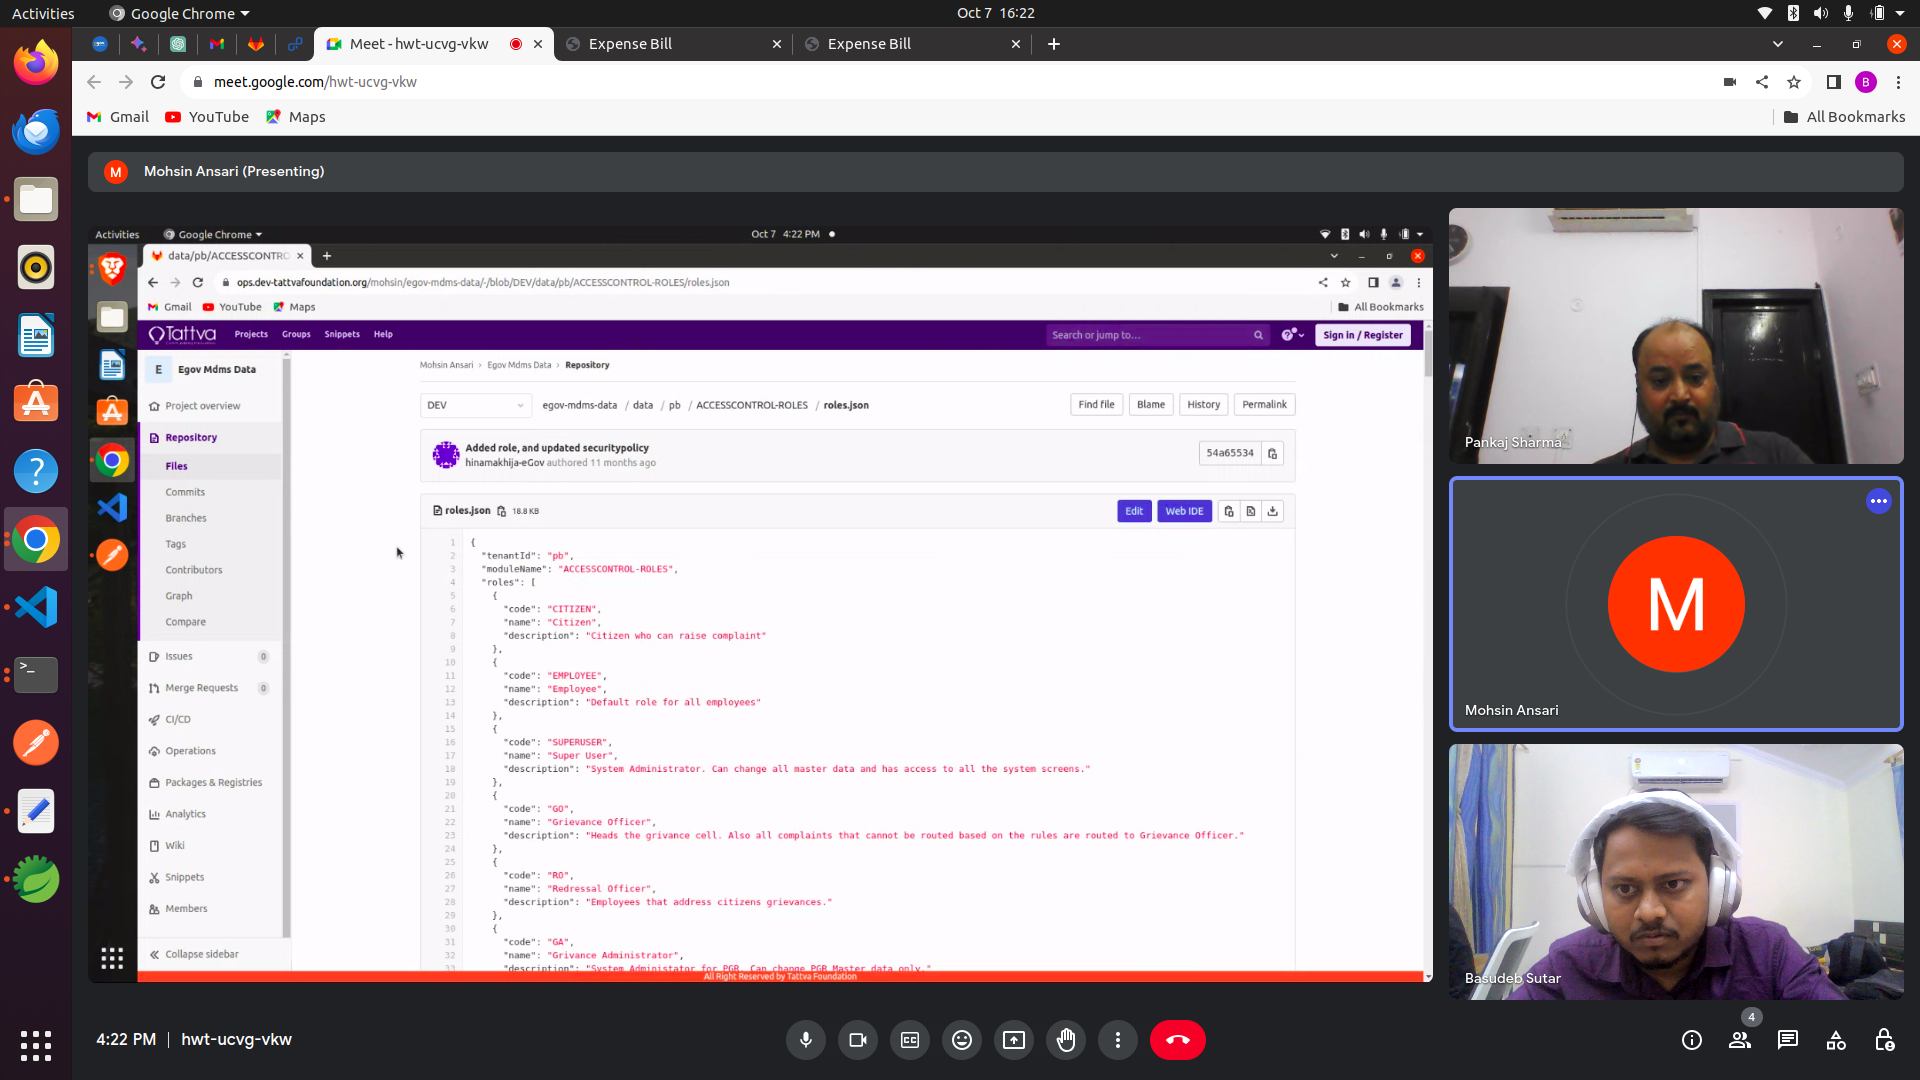 Activities
Google Chrome
Oct 7 16:22
Meet - hwt-ucvg-vkw
Expense Bill
Expense Bill
meet.google.com/hwt-ucvg-vkw
B
Gmail
YouTube
Maps
All Bookmarks
M
Mohsin Ansari (Presenting)
Activities
Google Chrome
Oct 7 4:22 PM
data/pb/ACCESSCONTRO
ops.dev-tattvafoundation.org/mohsin/egov-mdms-data/-/blob/DEV/data/pb/ACCESSCONTROL-ROLES/roles.json
Gmail
YouTube
Maps
All Bookmarks
Tattva
Projects
Groups
Snippets
Help
Search or jump to...
Sign in / Register
E
Egov Mdms Data
Project overview
Repository
Files
Commits
Branches
Tags
Contributors
Graph
Compare
Issues 0
Merge Requests 0
CI/CD
Operations
Packages & Registries
Analytics
Wiki
Snippets
Members
Collapse sidebar
Mohsin Ansari > Egov Mdms Data > Repository
DEV
egov-mdms-data / data / pb / ACCESSCONTROL-ROLES / roles.json
Find file
Blame
History
Permalink
Added role, and updated securitypolicy
hinamakhija-eGov authored 11 months ago
54a65534
roles.json 18.8 KB
Edit
Web IDE
1 {
2 "tenantId": "pb",
3 "moduleName": "ACCESSCONTROL-ROLES",
4 "roles": [
5 {
6 "code": "CITIZEN",
7 "name": "Citizen",
8 "description": "Citizen who can raise complaint"
9 },
10 {
11 "code": "EMPLOYEE",
12 "name": "Employee",
13 "description": "Default role for all employees"
14 },
15 {
16 "code": "SUPERUSER",
17 "name": "Super User",
18 "description": "System Administrator. Can change all master data and has access to all the system screens."
19 },
20 {
21 "code": "GO",
22 "name": "Grievance Officer",
23 "description": "Heads the grivance cell. Also all complaints that cannot be routed based on the rules are routed to Grievance Officer."
24 },
25 {
26 "code": "RO",
27 "name": "Redressal Officer",
28 "description": "Employees that address citizens grievances."
29 },
30 {
31 "code": "GA",
32 "name": "Grivance Administrator",
33 "description": "System Administator for PGR. Can change PGR Master data only."
All Right Reserved by Tattva Foundation
Pankaj Sharma
M
Mohsin Ansari
Basudeb Sutar
4:22 PM | hwt-ucvg-vkw
4